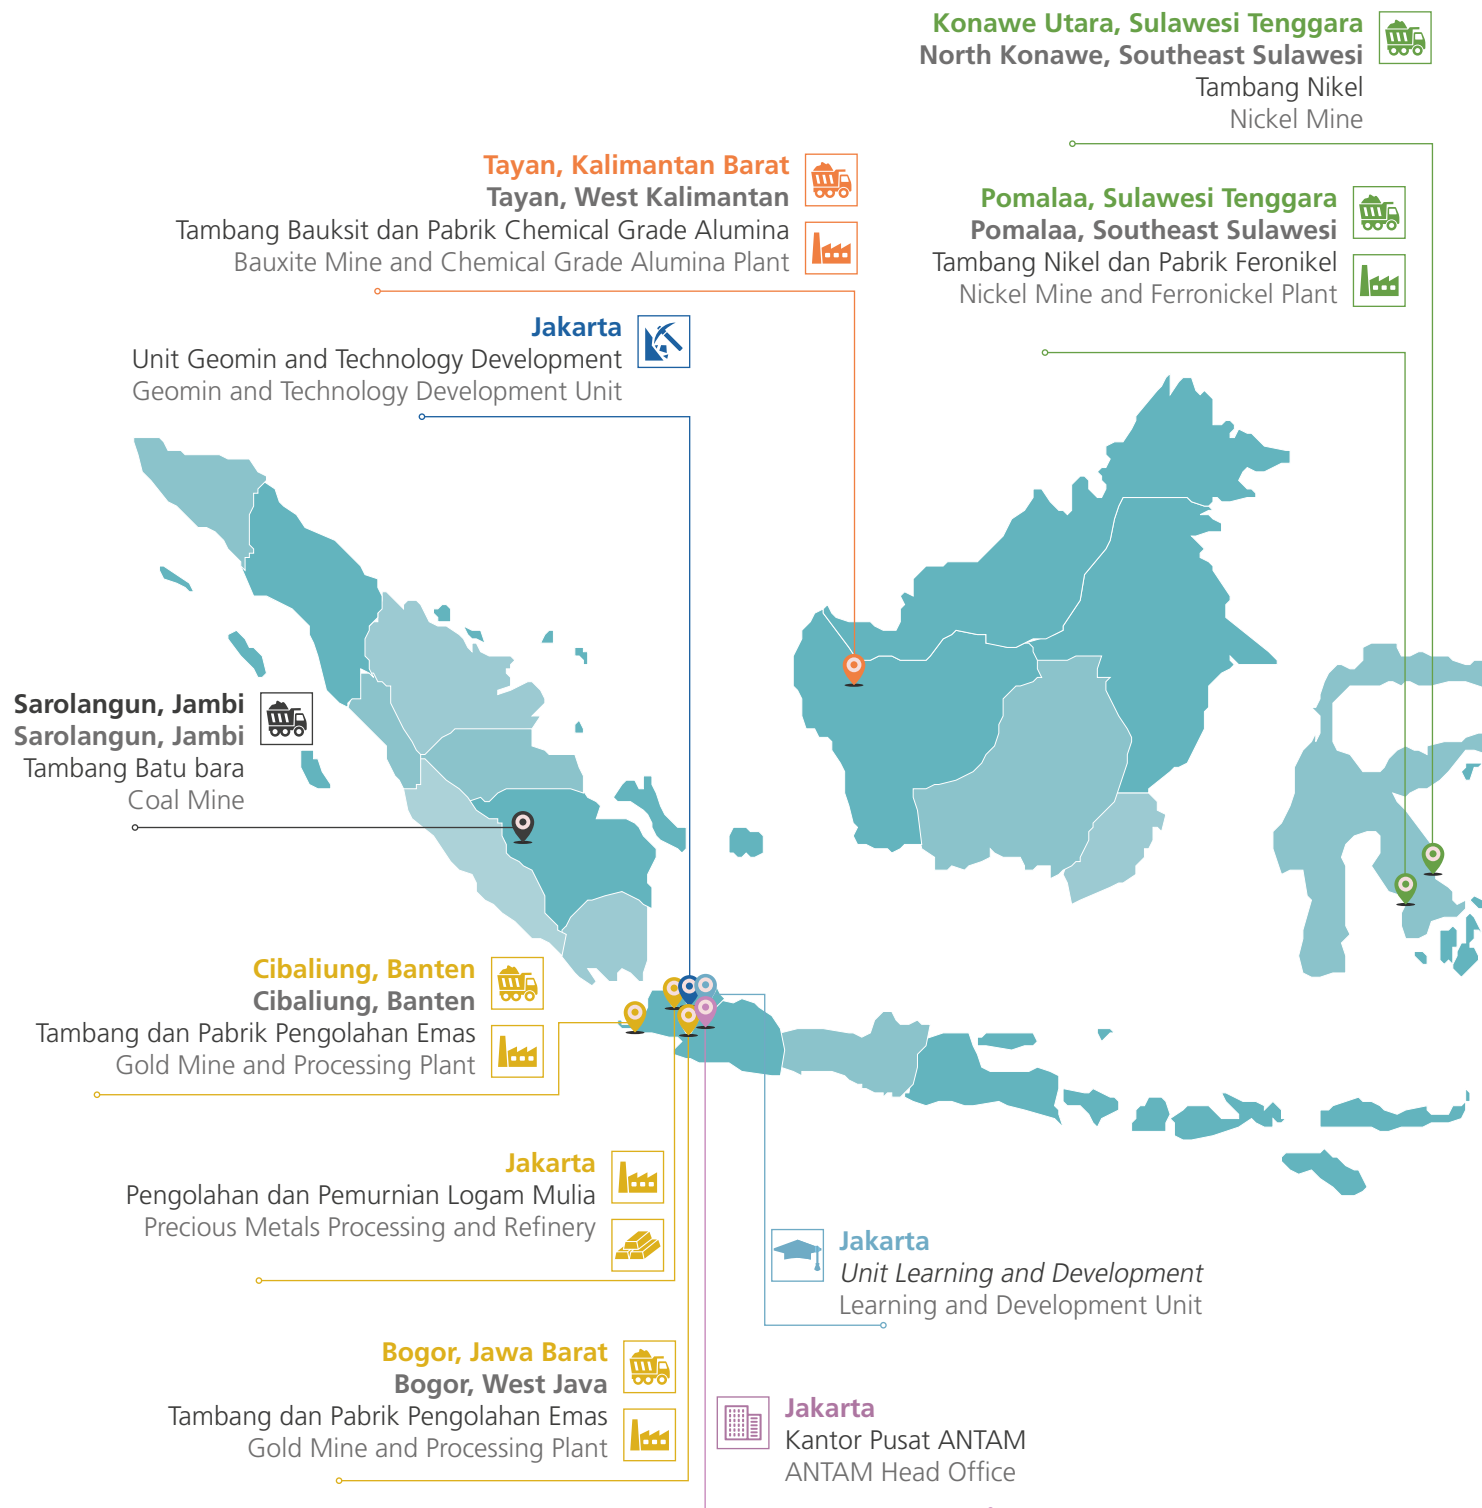 Konawe Utara, Sulawesi Tenggara
North Konawe, Southeast Sulawesi
Tambang Nikel
Nickel Mine
Tayan, Kalimantan Barat
Tayan, West Kalimantan
Tambang Bauksit dan Pabrik Chemical Grade Alumina
Bauxite Mine and Chemical Grade Alumina Plant
Pomalaa, Sulawesi Tenggara
Pomalaa, Southeast Sulawesi
Tambang Nikel dan Pabrik Feronikel
Nickel Mine and Ferronickel Plant
Jakarta
Unit Geomin and Technology Development
Geomin and Technology Development Unit
Sarolangun, Jambi
Sarolangun, Jambi
Tambang Batu bara
Coal Mine
Cibaliung, Banten
Cibaliung, Banten
Tambang dan Pabrik Pengolahan Emas
Gold Mine and Processing Plant
Jakarta
Pengolahan dan Pemurnian Logam Mulia
Precious Metals Processing and Refinery
Jakarta
Unit Learning and Development
Learning and Development Unit
Bogor, Jawa Barat
Bogor, West Java
Tambang dan Pabrik Pengolahan Emas
Gold Mine and Processing Plant
Jakarta
Kantor Pusat ANTAM
ANTAM Head Office